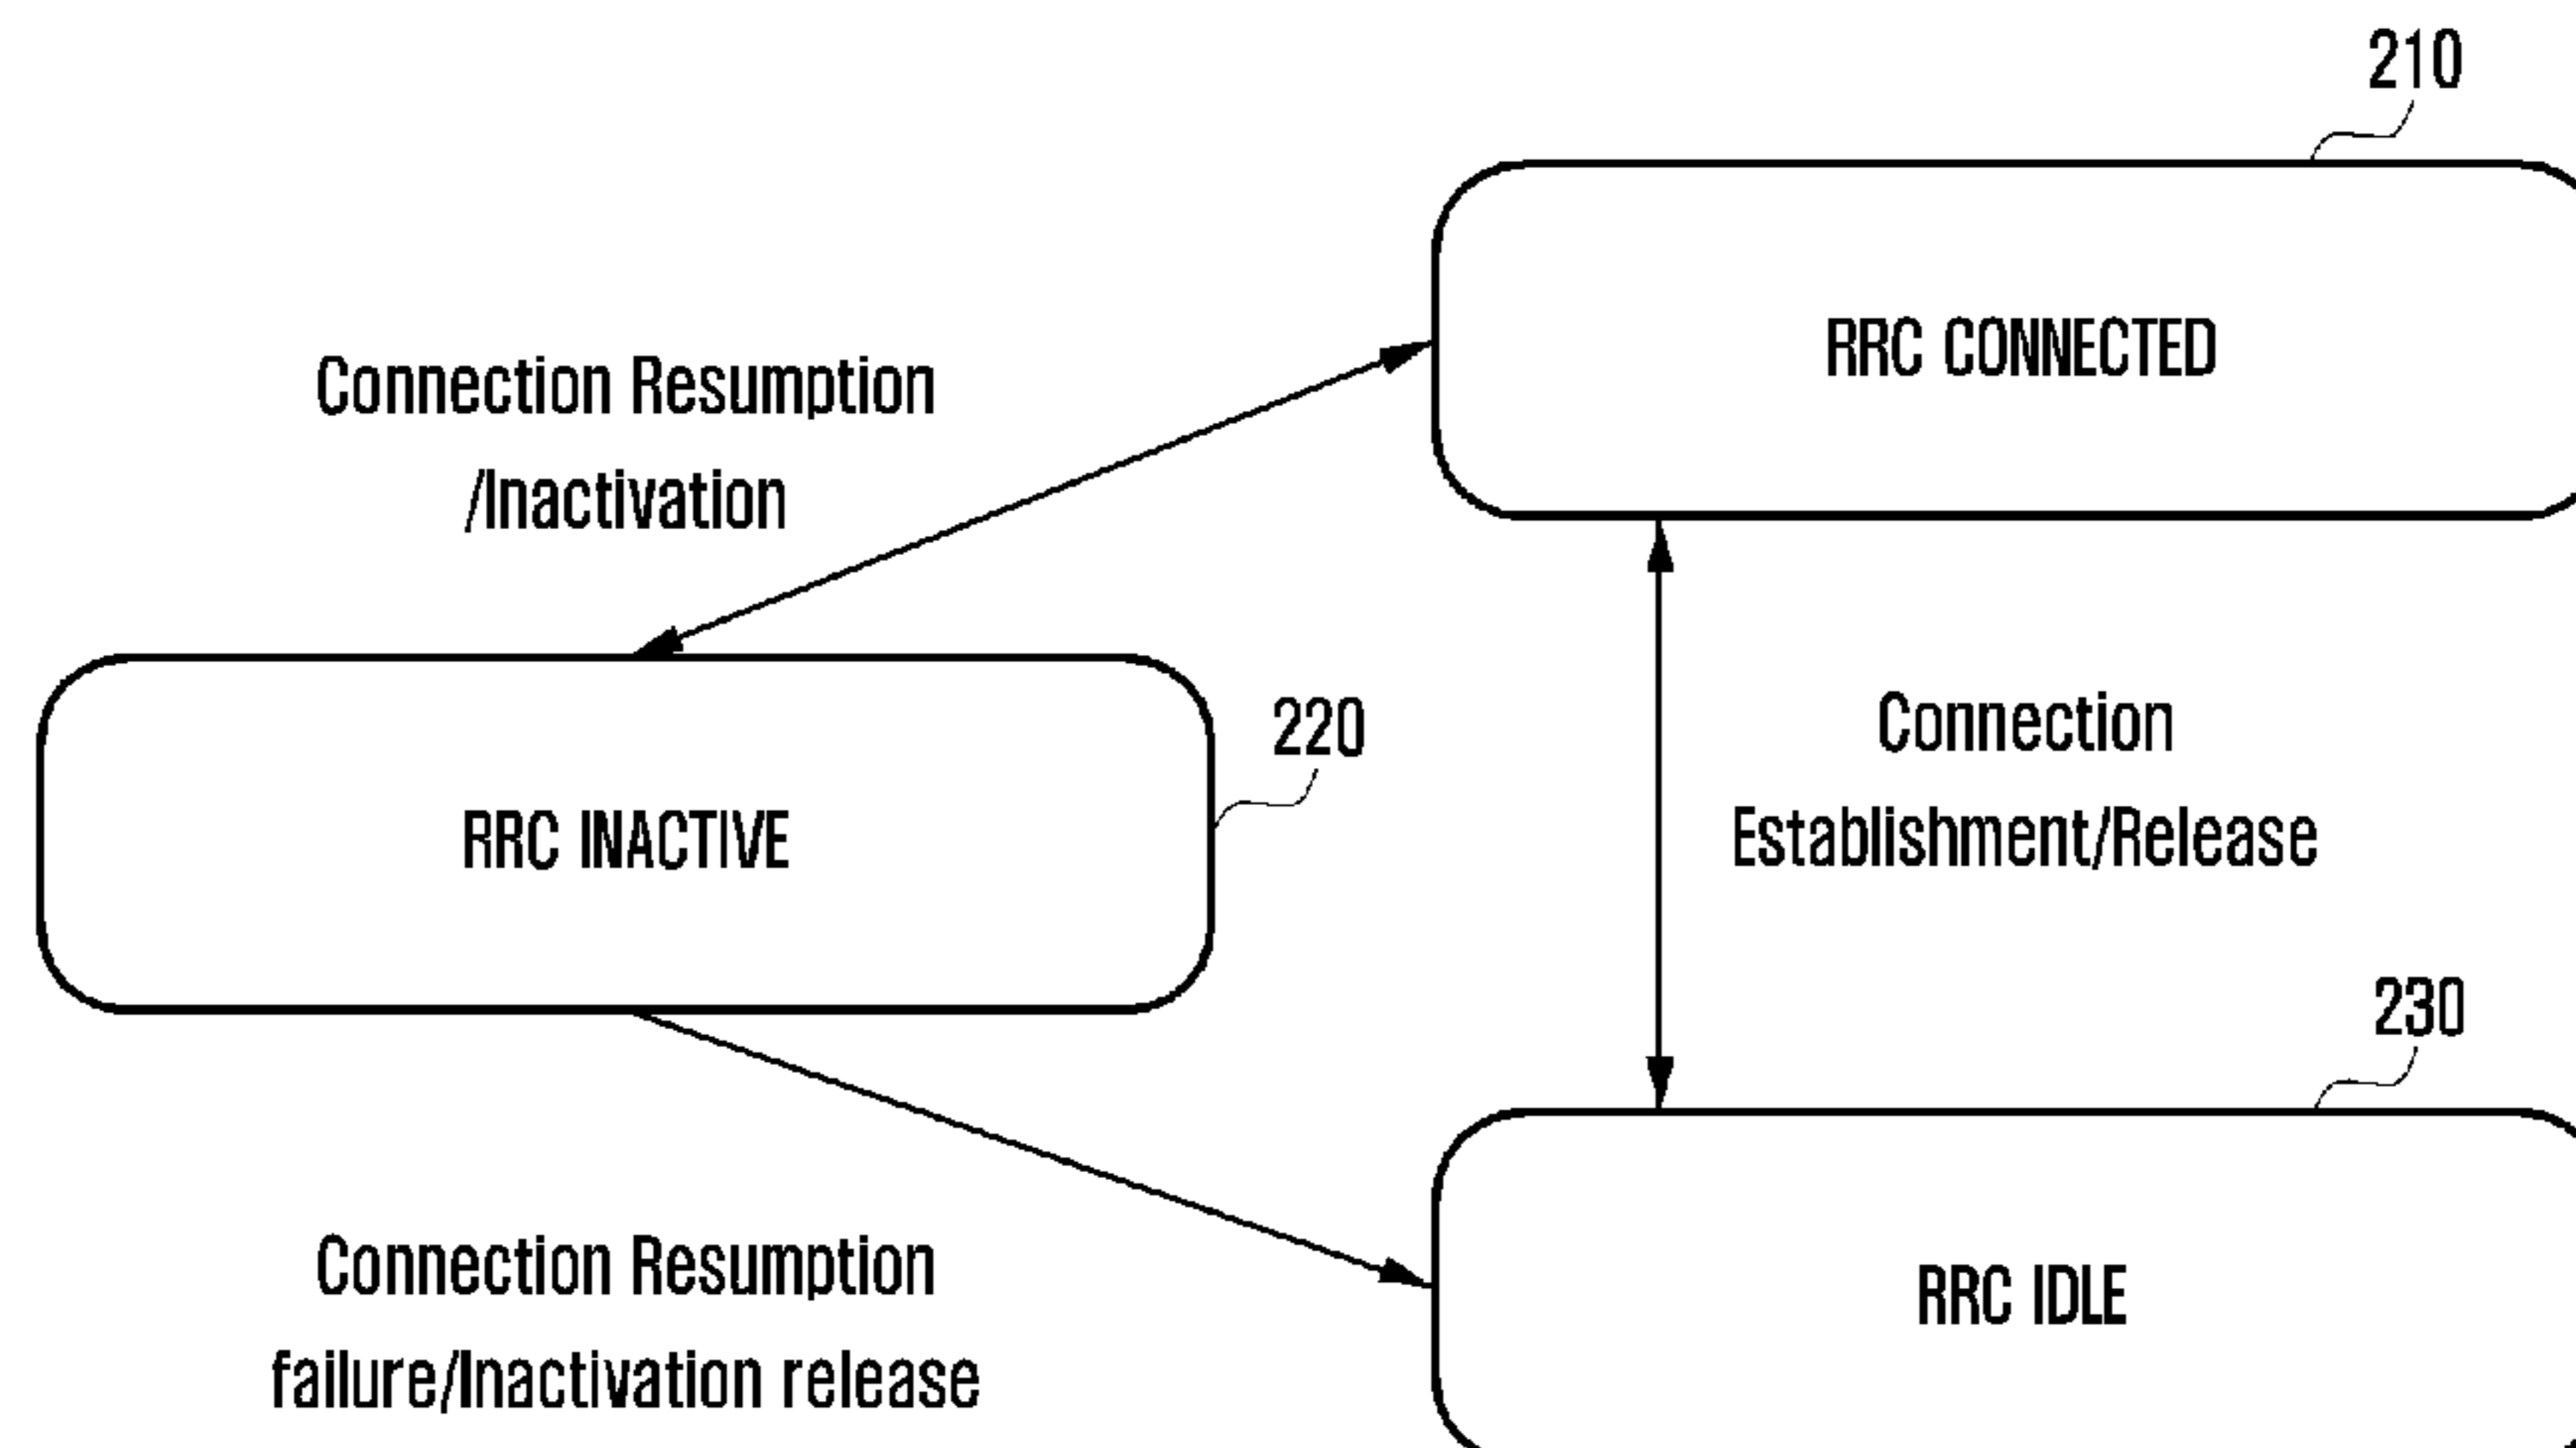 210
RRC CONNECTED
Connection Resumption
/Inactivation
220
RRC INACTIVE
Connection
Establishment/Release
230
RRC IDLE
Connection Resumption
failure/Inactivation release